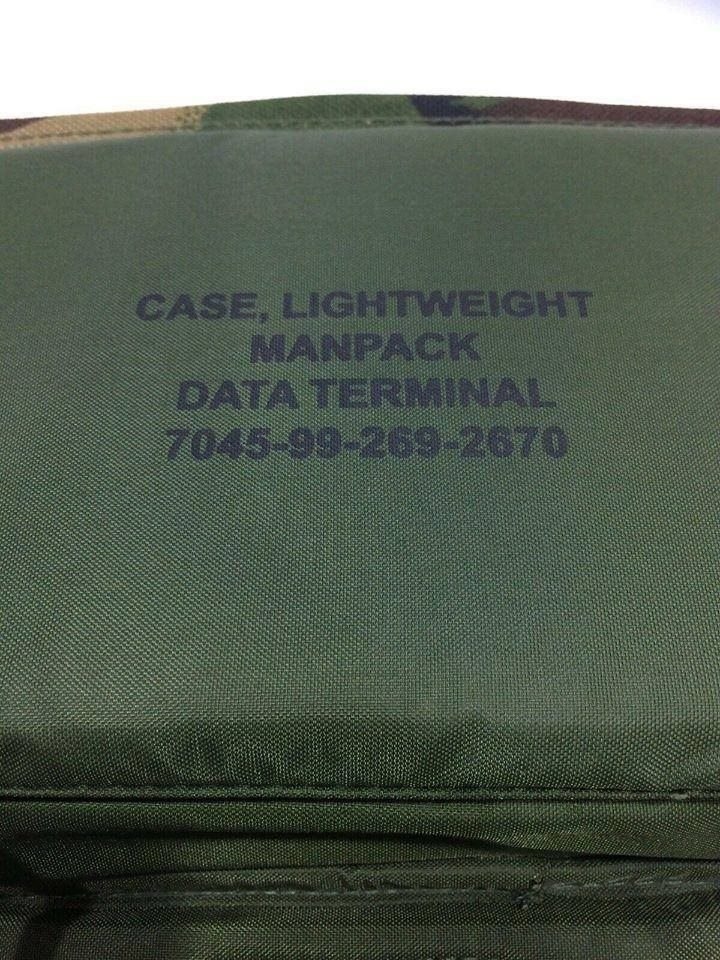 CASE, LIGHTWEIGHT
MANPACK
DATA TERMINAL
7045-99-269-2670